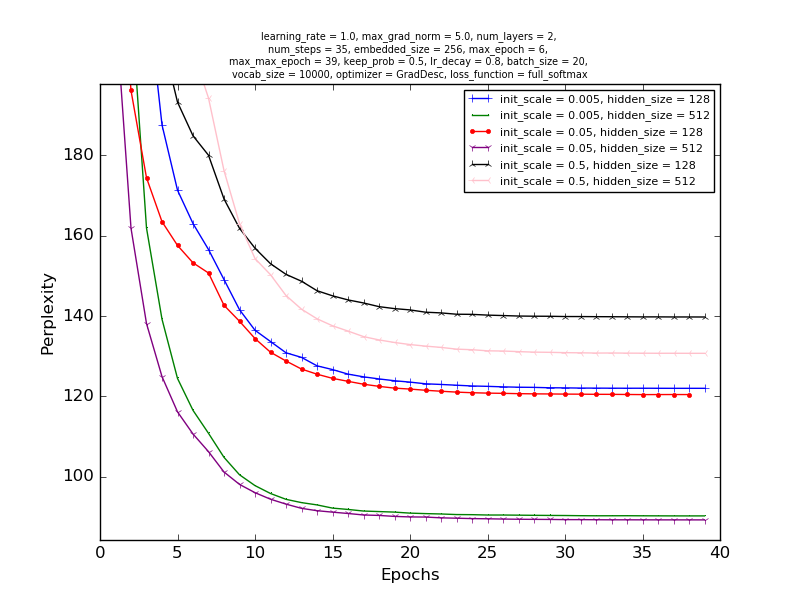 learning_rate = 1.0, max_grad_norm = 5.0, num_layers = 2,
num_steps = 35, embedded_size = 256, max_epoch = 6,
max_max_epoch = 39, keep_prob = 0.5, lr_decay = 0.8, batch_size = 20,
vocab_size = 10000, optimizer = GradDesc, loss_function = full_softmax
init_scale = 0.005, hidden_size = 128
init_scale = 0.005, hidden_size = 512
init_scale = 0.05, hidden_size = 128
init_scale = 0.05, hidden_size = 512
init_scale = 0.5, hidden_size = 128
init_scale = 0.5, hidden_size = 512
Perplexity
180
160
140
120
100
0 5 10 15 20 25 30 35 40
Epochs